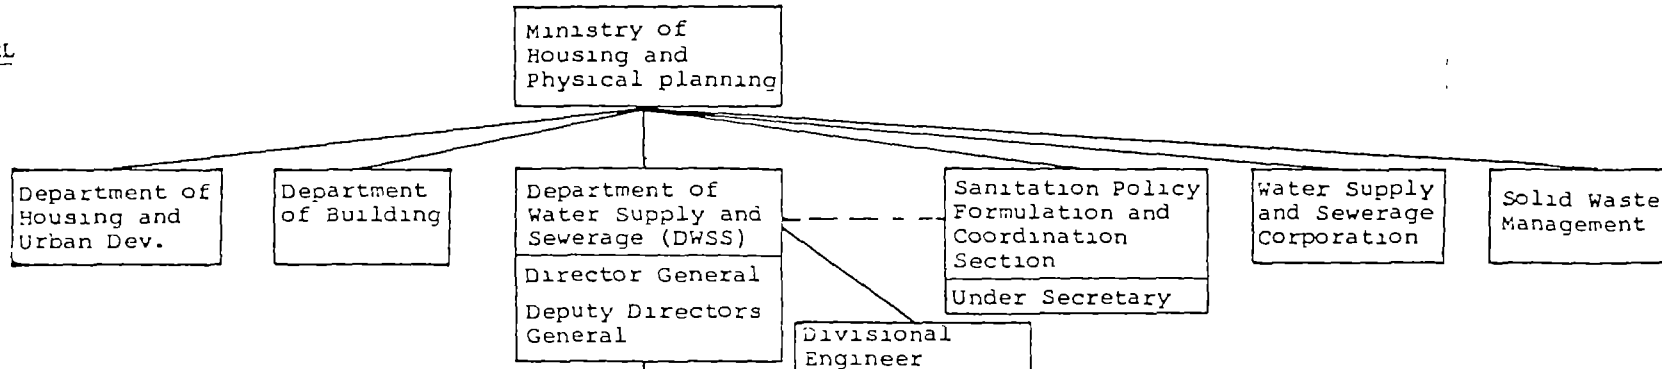 Ministry of
Housing and
Physical planning
Department of
Housing and
Urban Dev.
Department
of Building
Department of
Water Supply and
Sewerage (DWSS)
Director General
Deputy Directors
General
Sanitation Policy
Formulation and
Coordination
Section
Under Secretary
Water Supply
and Sewerage
Corporation
Solid Waste
Management
Divisional
Engineer